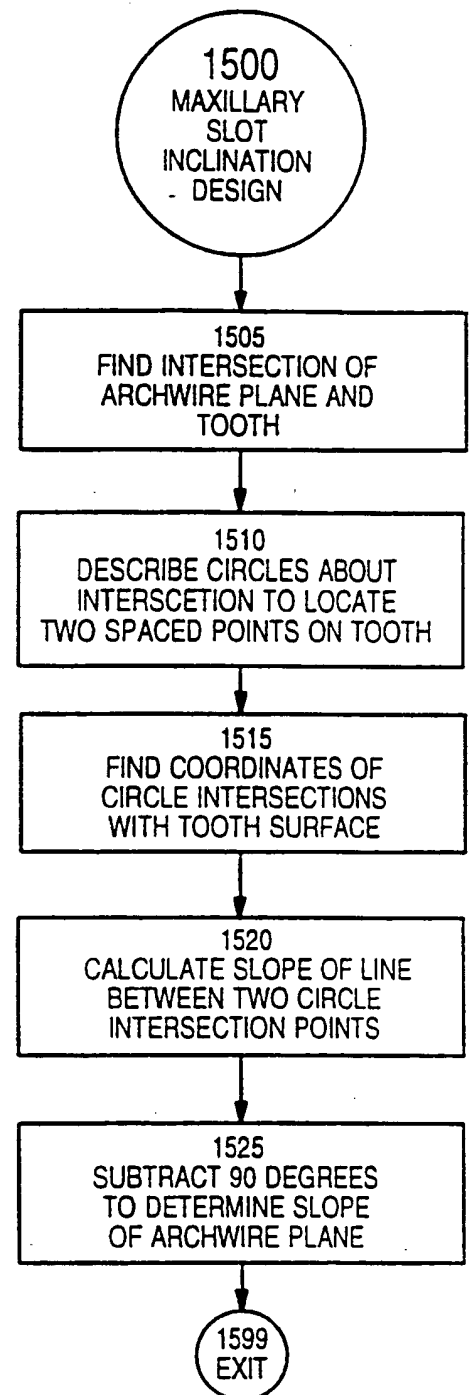 1500
MAXILLARY
SLOT
INCLINATION
DESIGN
1505
FIND INTERSECTION OF
ARCHWIRE PLANE AND
TOOTH
1510
DESCRIBE CIRCLES ABOUT
INTERSCETION TO LOCATE
TWO SPACED POINTS ON TOOTH
1515
FIND COORDINATES OF
CIRCLE INTERSECTIONS
WITH TOOTH SURFACE
1520
CALCULATE SLOPE OF LINE
BETWEEN TWO CIRCLE
INTERSECTION POINTS
1525
SUBTRACT 90 DEGREES
TO DETERMINE SLOPE
OF ARCHWIRE PLANE
1599
EXIT